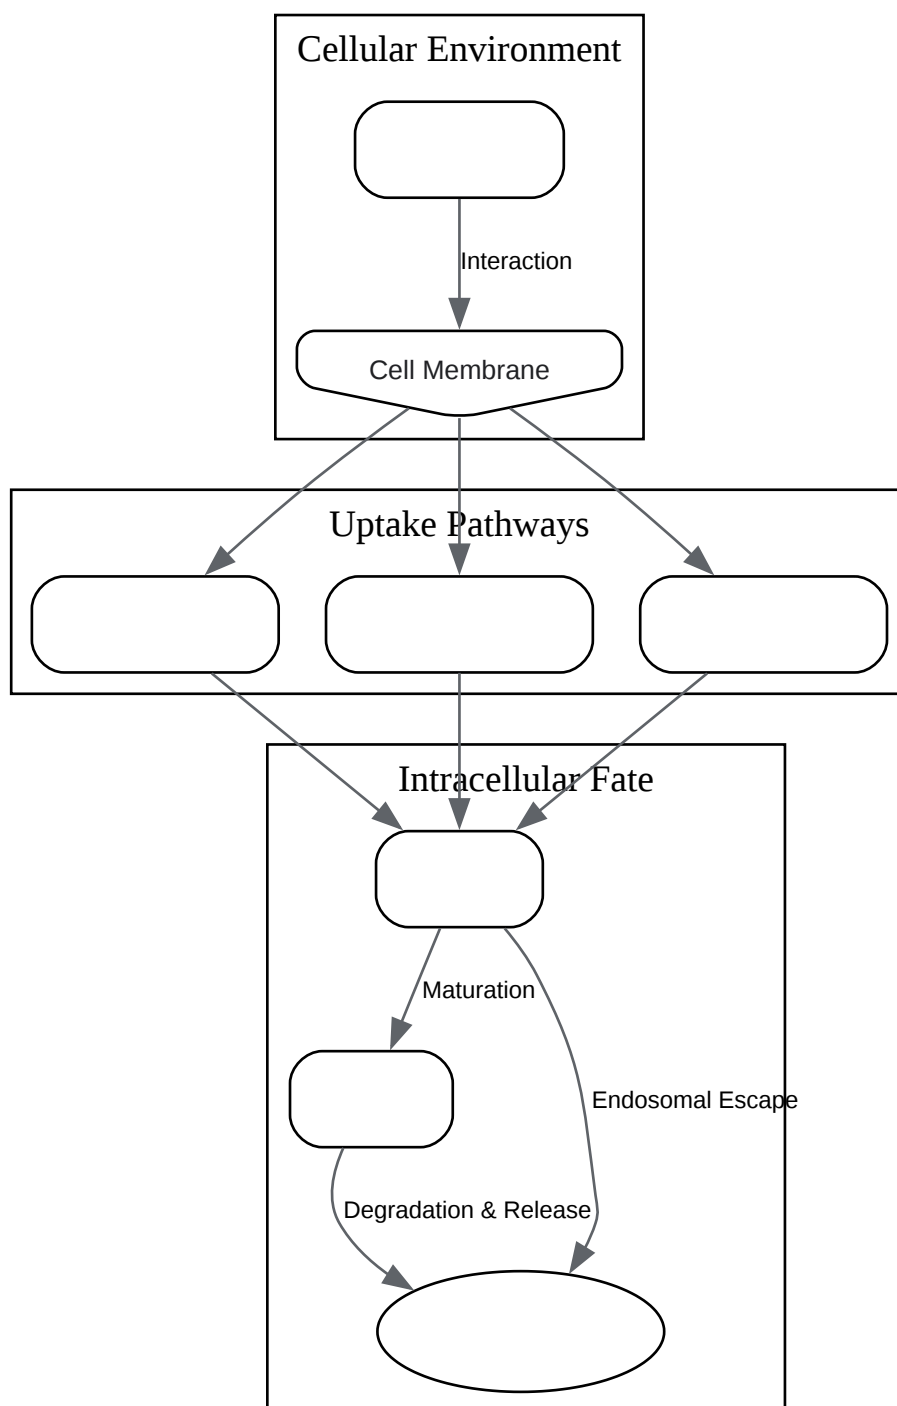 Cellular Environment
Interaction
Cell Membrane
Uptake Pathways
Intracellular Fate
Maturation
Endosomal Escape
Degradation & Release